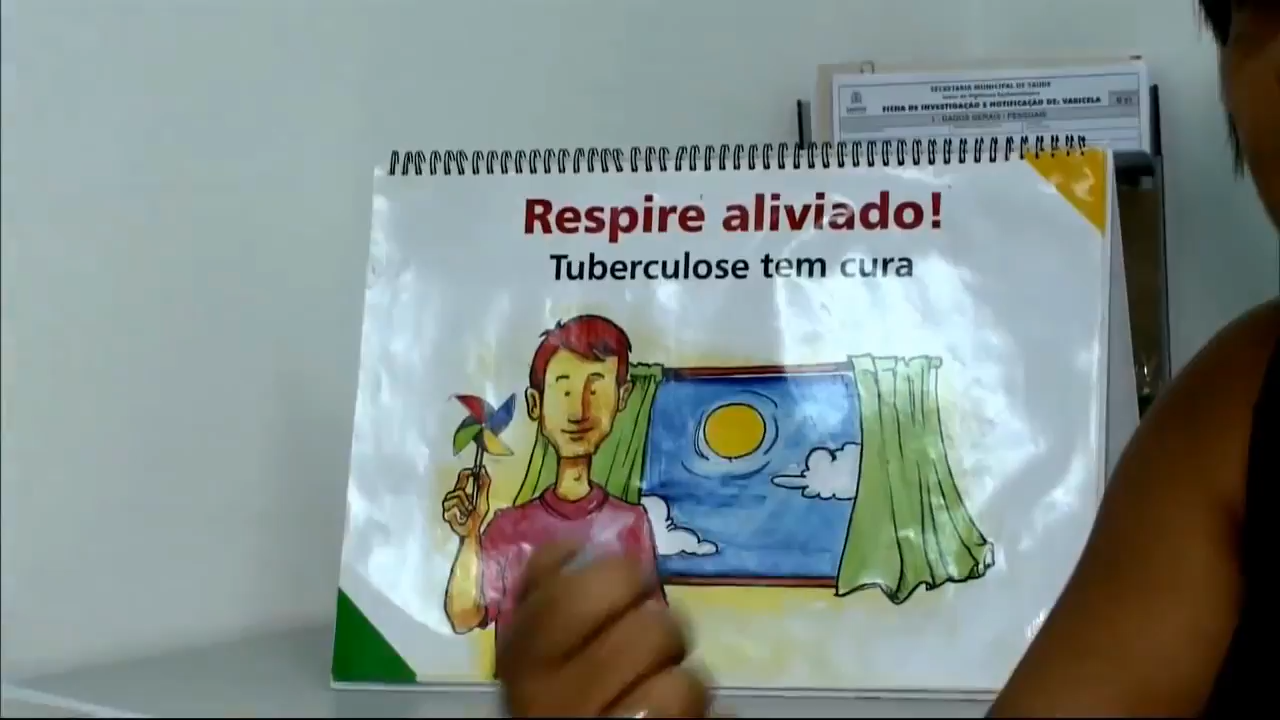 SECRETARIA MUNICIPAL DE SAÚDE
FICHA DE INVESTIGAÇÃO E NOTIFICAÇÃO DE: VARICELA
I - DADOS GERAIS / PESSOAIS
Respire aliviado!
Tuberculose tem cura